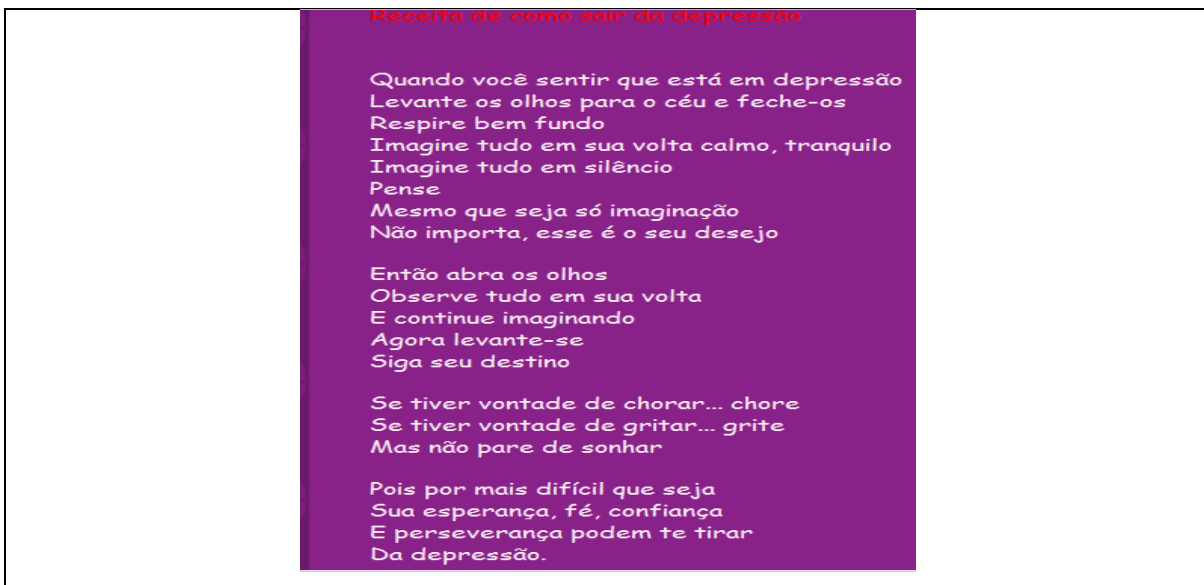 Receita de como sair da depressão
Quando você sentir que está em depressão
Levante os olhos para o céu e feche-os
Respire bem fundo
Imagine tudo em sua volta calmo, tranquilo
Imagine tudo em silêncio
Pense
Mesmo que seja só imaginação
Não importa, esse é o seu desejo
Então abra os olhos
Observe tudo em sua volta
E continue imaginando
Agora levante-se
Siga seu destino
Se tiver vontade de chorar... chore
Se tiver vontade de gritar... grite
Mas não pare de sonhar
Pois por mais difícil que seja
Sua esperança, fé, confiança
E perseverança podem te tirar
Da depressão.